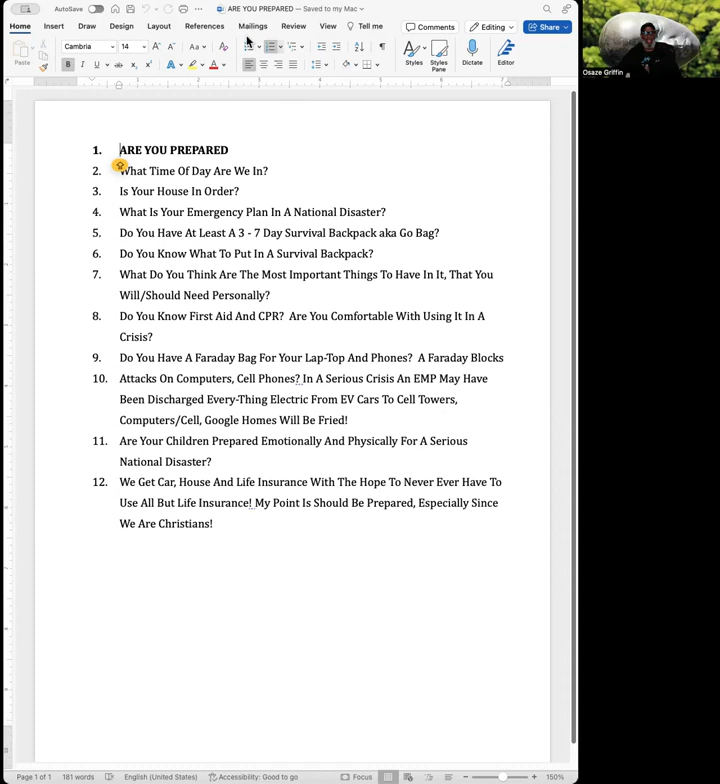 AutoSave
ARE YOU PREPARED — Saved to my Mac
Home Insert Draw Design Layout References Mailings Review View Tell me
Comments Editing Share
Paste
Cambria 14
Styles
Styles Pane
Dictate
Editor
1 2 3 4 5 6 7
1. ARE YOU PREPARED
2. What Time Of Day Are We In?
3. Is Your House In Order?
4. What Is Your Emergency Plan In A National Disaster?
5. Do You Have At Least A 3 - 7 Day Survival Backpack aka Go Bag?
6. Do You Know What To Put In A Survival Backpack?
7. What Do You Think Are The Most Important Things To Have In It, That You
Will/Should Need Personally?
8. Do You Know First Aid And CPR?  Are You Comfortable With Using It In A
Crisis?
9. Do You Have A Faraday Bag For Your Lap-Top And Phones?  A Faraday Blocks
10. Attacks On Computers, Cell Phones? In A Serious Crisis An EMP May Have
Been Discharged Every-Thing Electric From EV Cars To Cell Towers,
Computers/Cell, Google Homes Will Be Fried!
11. Are Your Children Prepared Emotionally And Physically For A Serious
National Disaster?
12. We Get Car, House And Life Insurance With The Hope To Never Ever Have To
Use All But Life Insurance! My Point Is Should Be Prepared, Especially Since
We Are Christians!
Page 1 of 1 181 words English (United States) Accessibility: Good to go Focus 150%
Osaze Griffin